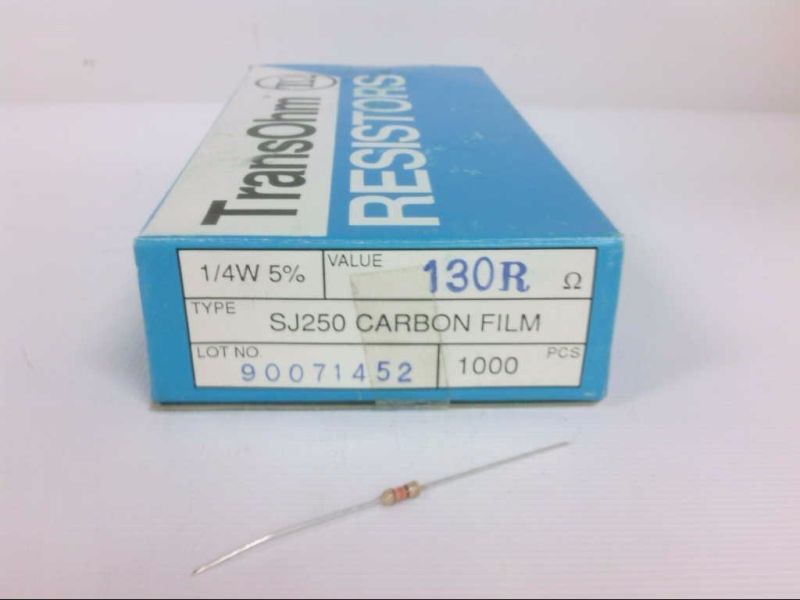 TransOhm
RESISTORS
1/4W 5% VALUE 130R Ω
TYPE SJ250 CARBON FILM
LOT NO. 90071452 1000 PCS